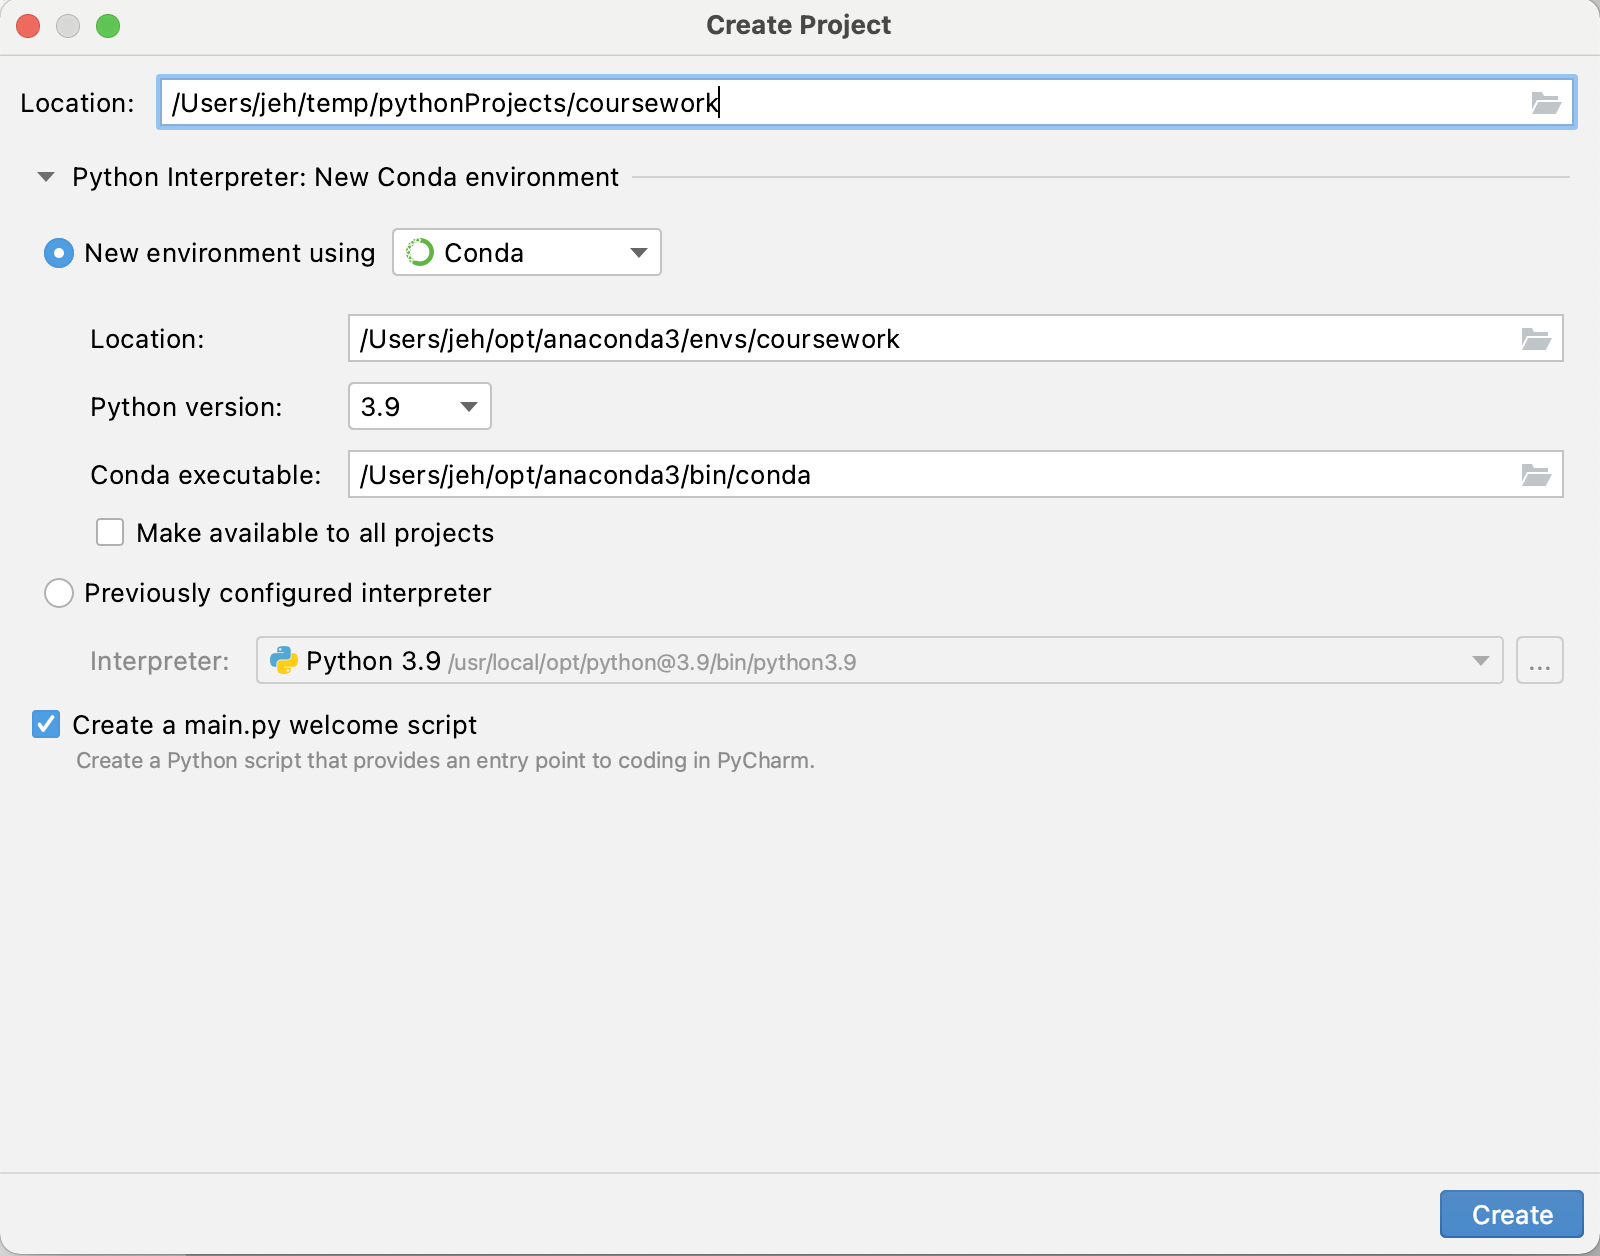 Create Project
Location: /Users/jeh/temp/pythonProjects/coursework
Python Interpreter: New Conda environment
New environment using Conda
Location: /Users/jeh/opt/anaconda3/envs/coursework
Python version: 3.9
Conda executable: /Users/jeh/opt/anaconda3/bin/conda
Make available to all projects
Previously configured interpreter
Interpreter: Python 3.9 /usr/local/opt/python@3.9/bin/python3.9 ...
Create a main.py welcome script
Create a Python script that provides an entry point to coding in PyCharm.
Create